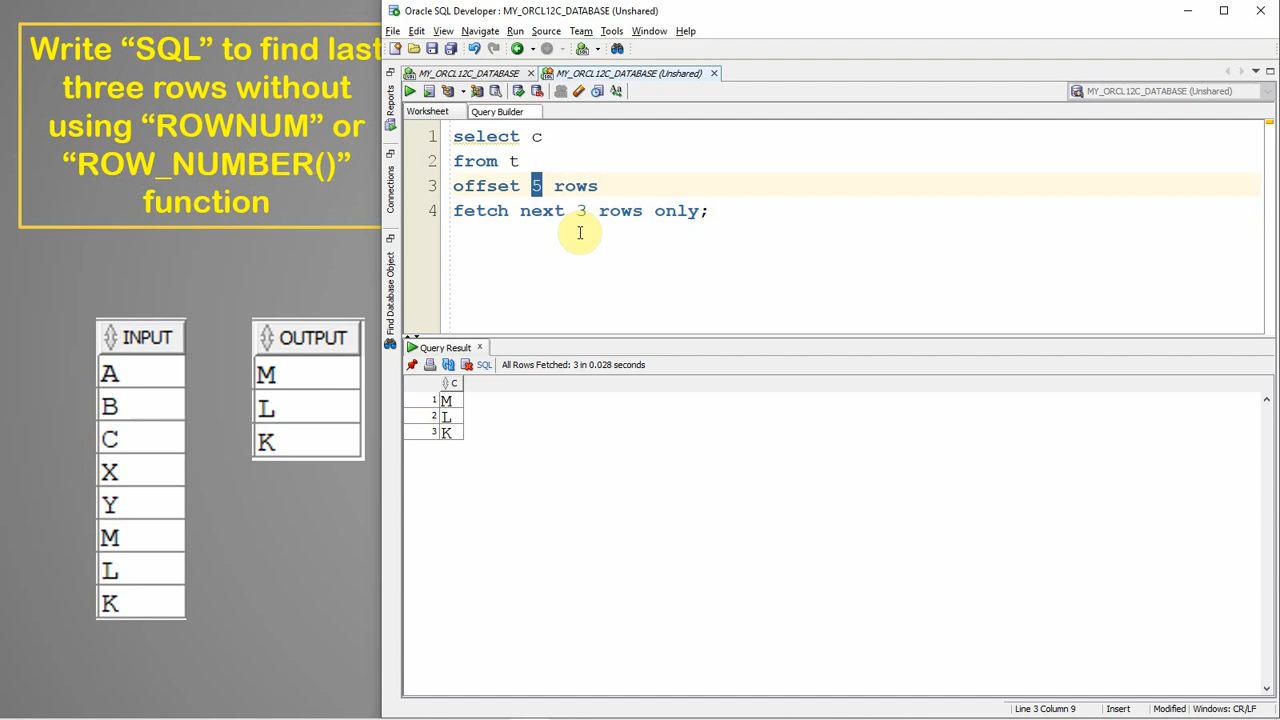 Write “SQL” to find last
three rows without
using “ROWNUM” or
“ROW_NUMBER()”
function
INPUT
A
B
C
X
Y
M
L
K
OUTPUT
M
L
K
Oracle SQL Developer : MY_ORCL12C_DATABASE (Unshared)
File Edit View Navigate Run Source Team Tools Window Help
MY_ORCL12C_DATABASE
MY_ORCL12C_DATABASE (Unshared)
MY_ORCL12C_DATABASE (Unshared)
Reports
Connections
Find Database Object
Worksheet Query Builder
1 select c
2 from t
3 offset 5 rows
4 fetch next 3 rows only;
Query Result
SQL All Rows Fetched: 3 in 0.028 seconds
C
1 M
2 L
3 K
Line 3 Column 9 Insert Modified Windows: CR/LF